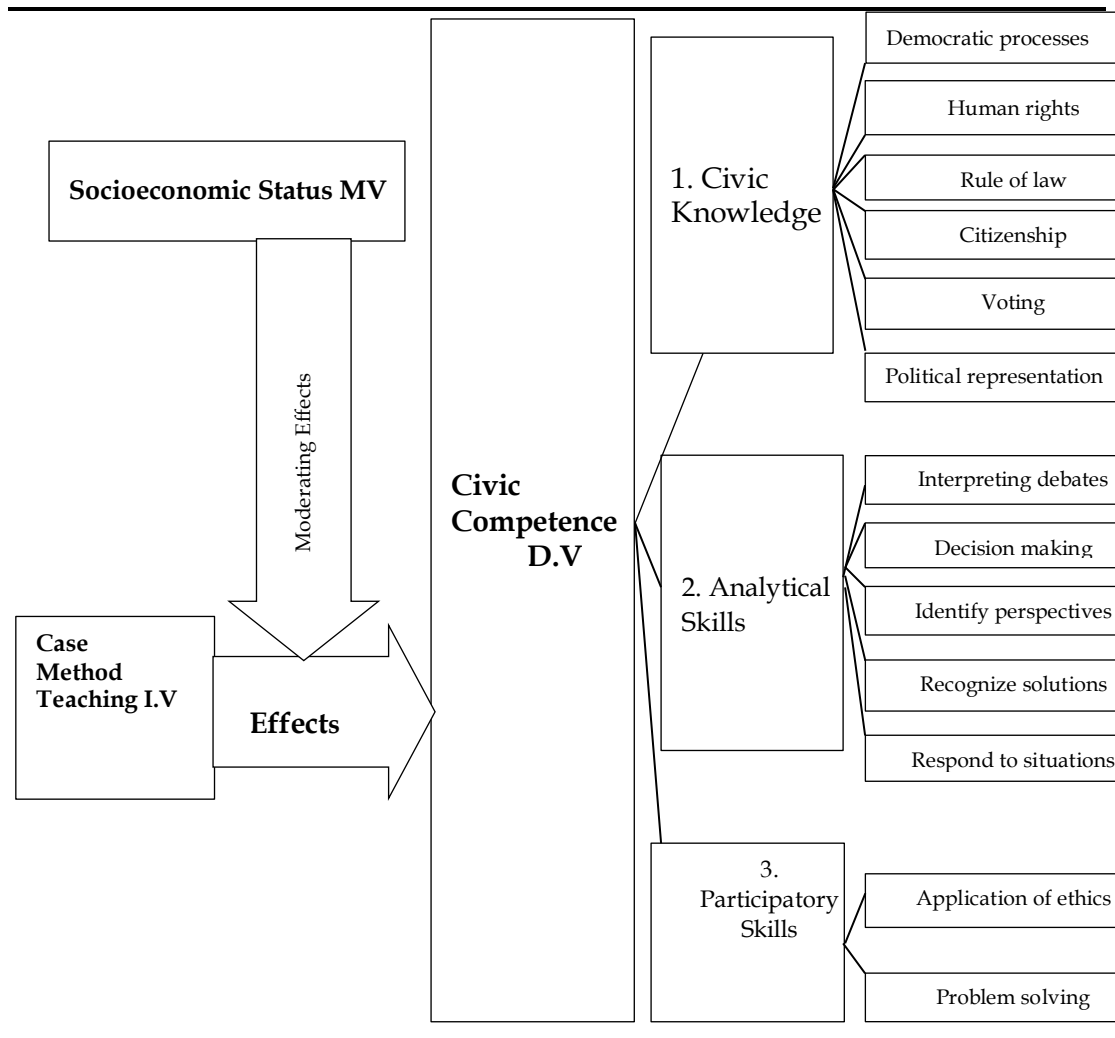 Socioeconomic Status MV
Moderating Effects
Case
Method
Teaching I.V
Effects
Civic
Competence
D.V
1. Civic
Knowledge
Democratic processes
Human rights
Rule of law
Citizenship
Voting
Political representation
2. Analytical
Skills
Interpreting debates
Decision making
Identify perspectives
Recognize solutions
Respond to situations
3.
Participatory
Skills
Application of ethics
Problem solving